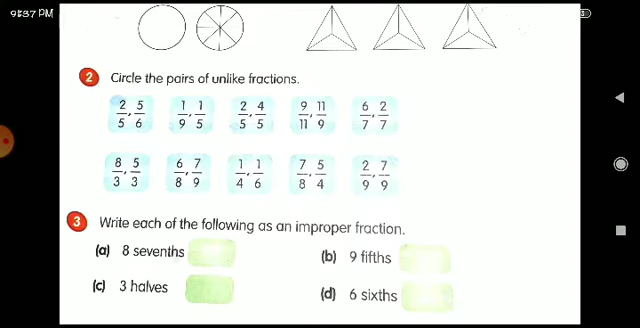 9:37 PM
2 Circle the pairs of unlike fractions.
2/5, 5/6 1/9, 1/5 2/5, 4/5 9/11, 11/9 6/7, 2/7
8/3, 5/3 6/8, 7/9 1/4, 1/6 7/8, 5/4 2/9, 7/9
3 Write each of the following as an improper fraction.
(a) 8 sevenths (b) 9 fifths
(c) 3 halves (d) 6 sixths